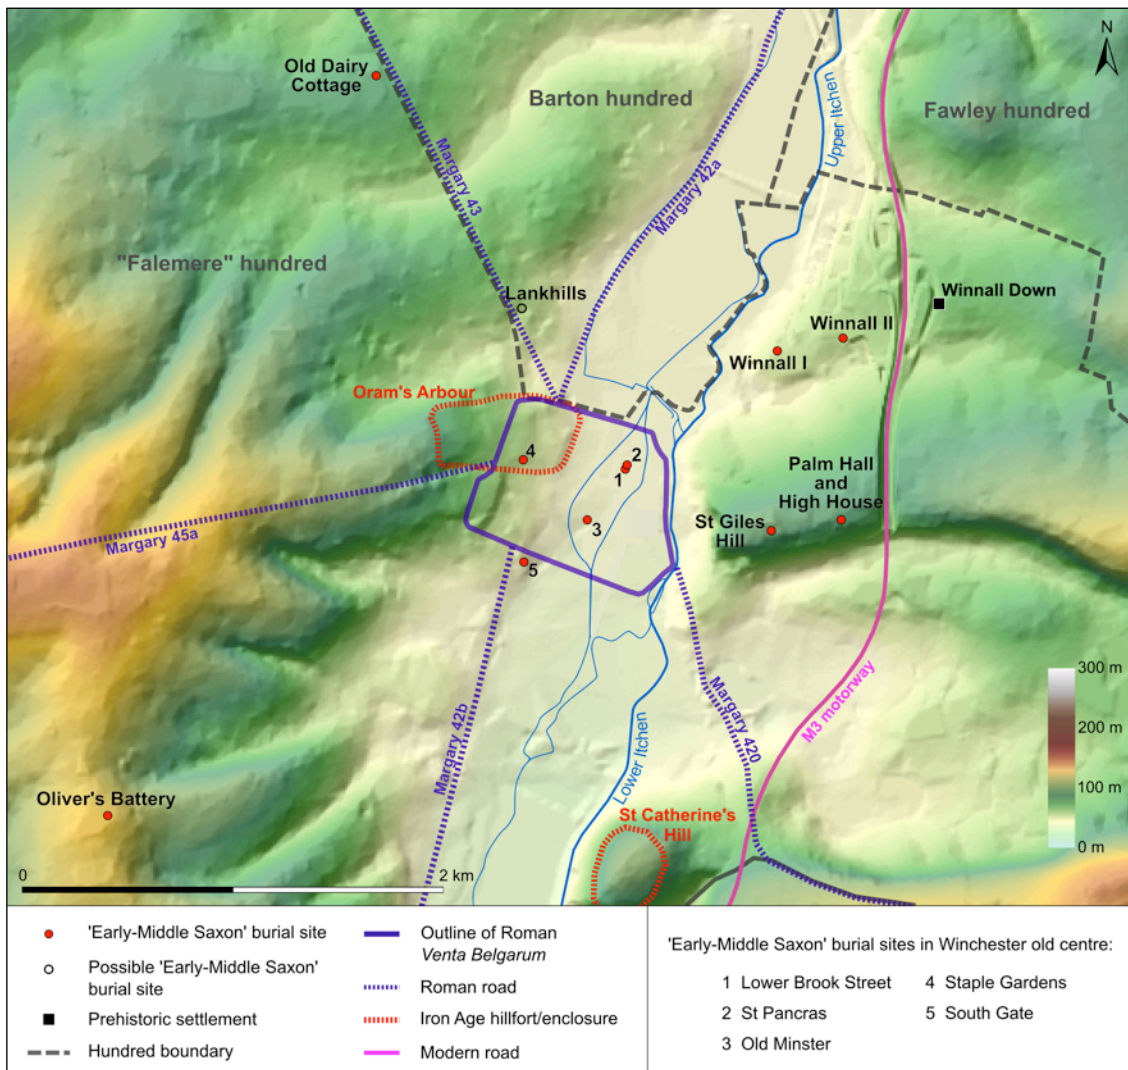 N
Old Dairy
Cottage
Barton hundred
Fawley hundred
Upper Itchen
Margary 43
Margary 42a
"Falemere" hundred
Lankhills
Winnall Down
Winnall II
Winnall I
Oram's Arbour
4
2
1
Palm Hall
and
High House
St Giles
Hill
3
Margary 45a
5
300 m
200 m
100 m
0 m
M3 motorway
Margary 42b
Margary 420
Lower Itchen
Oliver's Battery
St Catherine's
Hill
0
2 km
'Early-Middle Saxon' burial site
Possible 'Early-Middle Saxon'
burial site
Prehistoric settlement
Hundred boundary
Outline of Roman
Venta Belgarum
Roman road
Iron Age hillfort/enclosure
Modern road
'Early-Middle Saxon' burial sites in Winchester old centre:
1 Lower Brook Street
2 St Pancras
3 Old Minster
4 Staple Gardens
5 South Gate